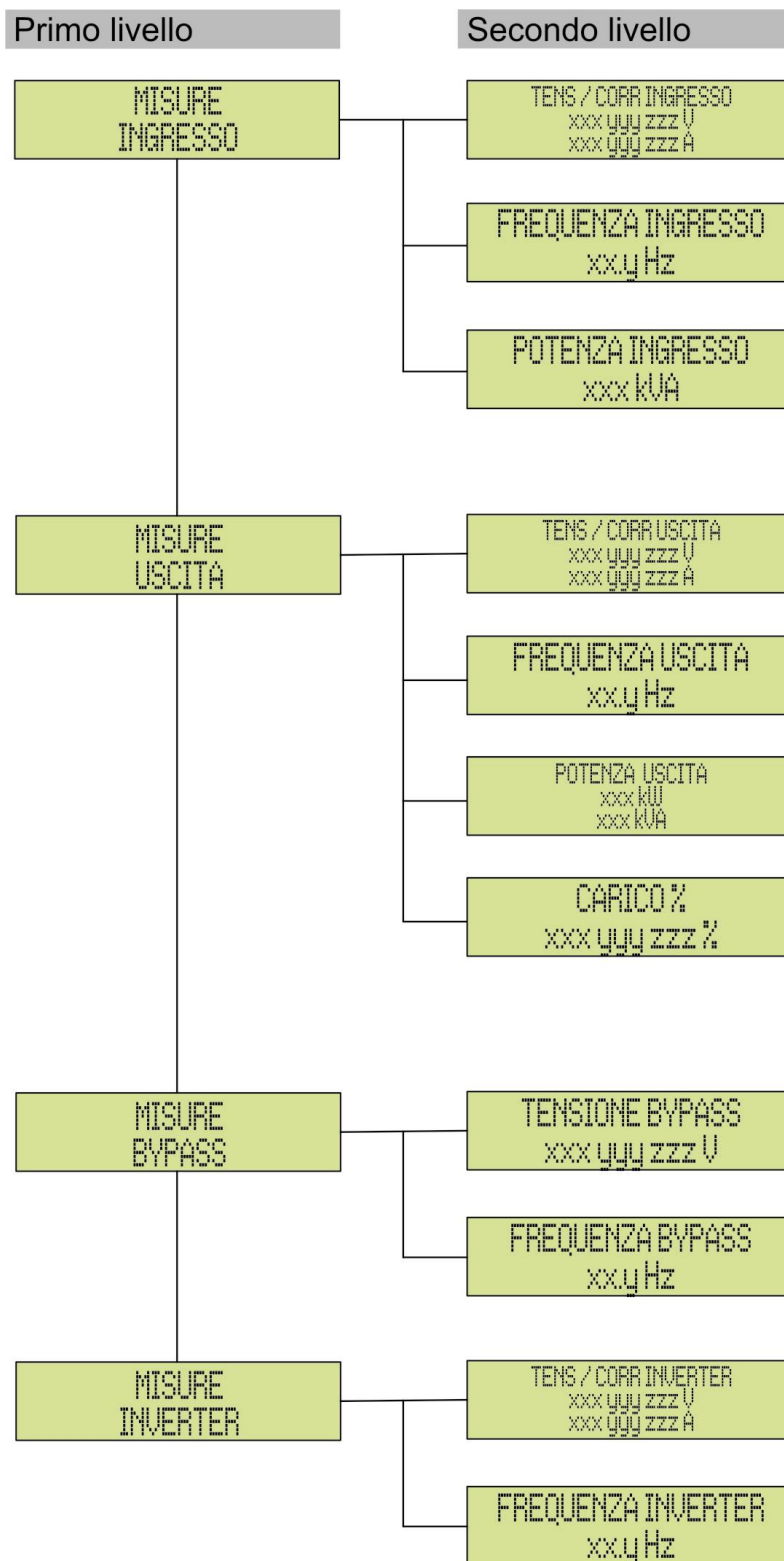 Primo livello
Secondo livello
MISURE
INGRESSO
TENS / CORR INGRESSO
xxx yyy zzz V
xxx yyy zzz A
FREQUENZA INGRESSO
xx.y Hz
POTENZA INGRESSO
xxx kVA
MISURE
USCITA
TENS / CORR USCITA
xxx yyy zzz V
xxx yyy zzz A
FREQUENZA USCITA
xx.y Hz
POTENZA USCITA
xxx kW
xxx kVA
CARICO %
xxx yyy zzz %
MISURE
BYPASS
TENSIONE BYPASS
xxx yyy zzz V
FREQUENZA BYPASS
xx.y Hz
MISURE
INVERTER
TENS / CORR INVERTER
xxx yyy zzz V
xxx yyy zzz A
FREQUENZA INVERTER
xx.y Hz